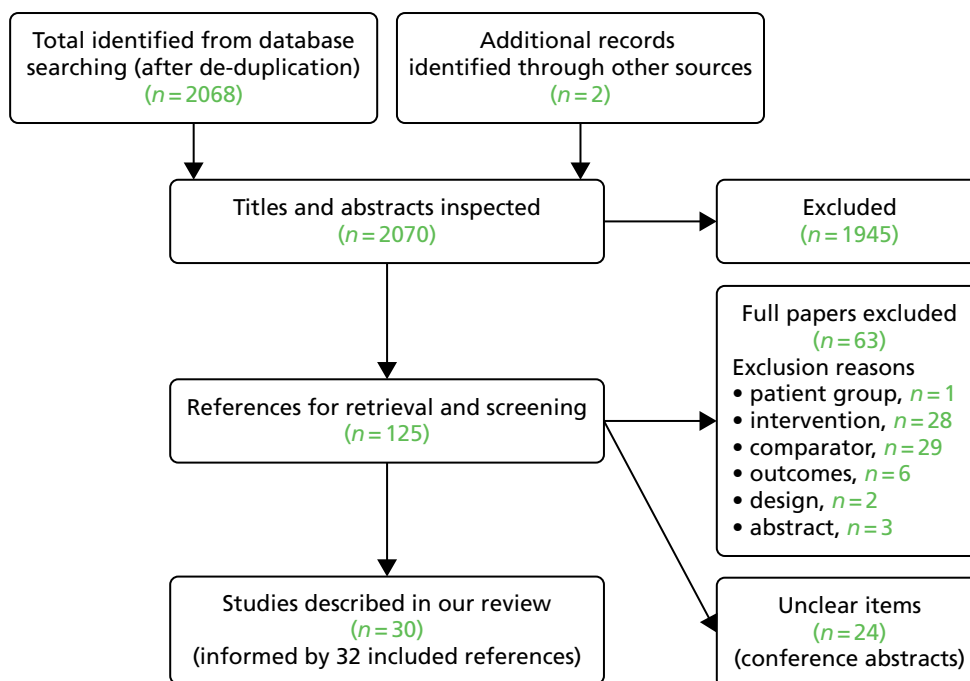 Total identified from database
searching (after de-duplication)
(n = 2068)
Additional records
identified through other sources
(n = 2)
Titles and abstracts inspected
(n = 2070)
Excluded
(n = 1945)
Full papers excluded
(n = 63)
Exclusion reasons
• patient group, n = 1
• intervention, n = 28
• comparator, n = 29
• outcomes, n = 6
• design, n = 2
• abstract, n = 3
References for retrieval and screening
(n = 125)
Studies described in our review
(n = 30)
(informed by 32 included references)
Unclear items
(n = 24)
(conference abstracts)